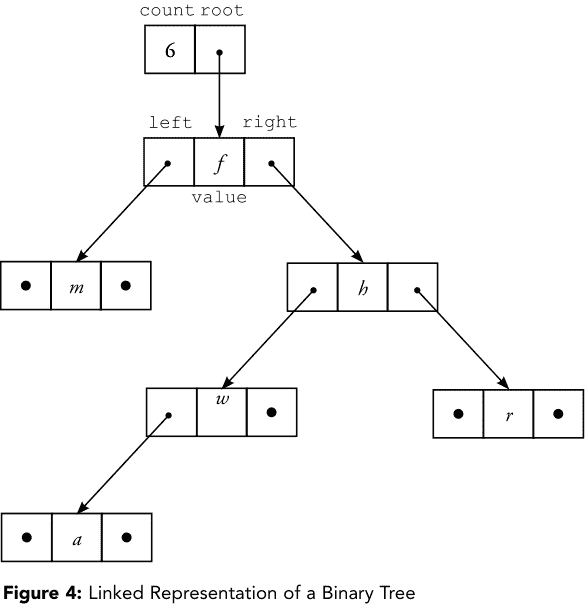 count root
6
left right
f
value
m h
w r
a
Figure 4: Linked Representation of a Binary Tree